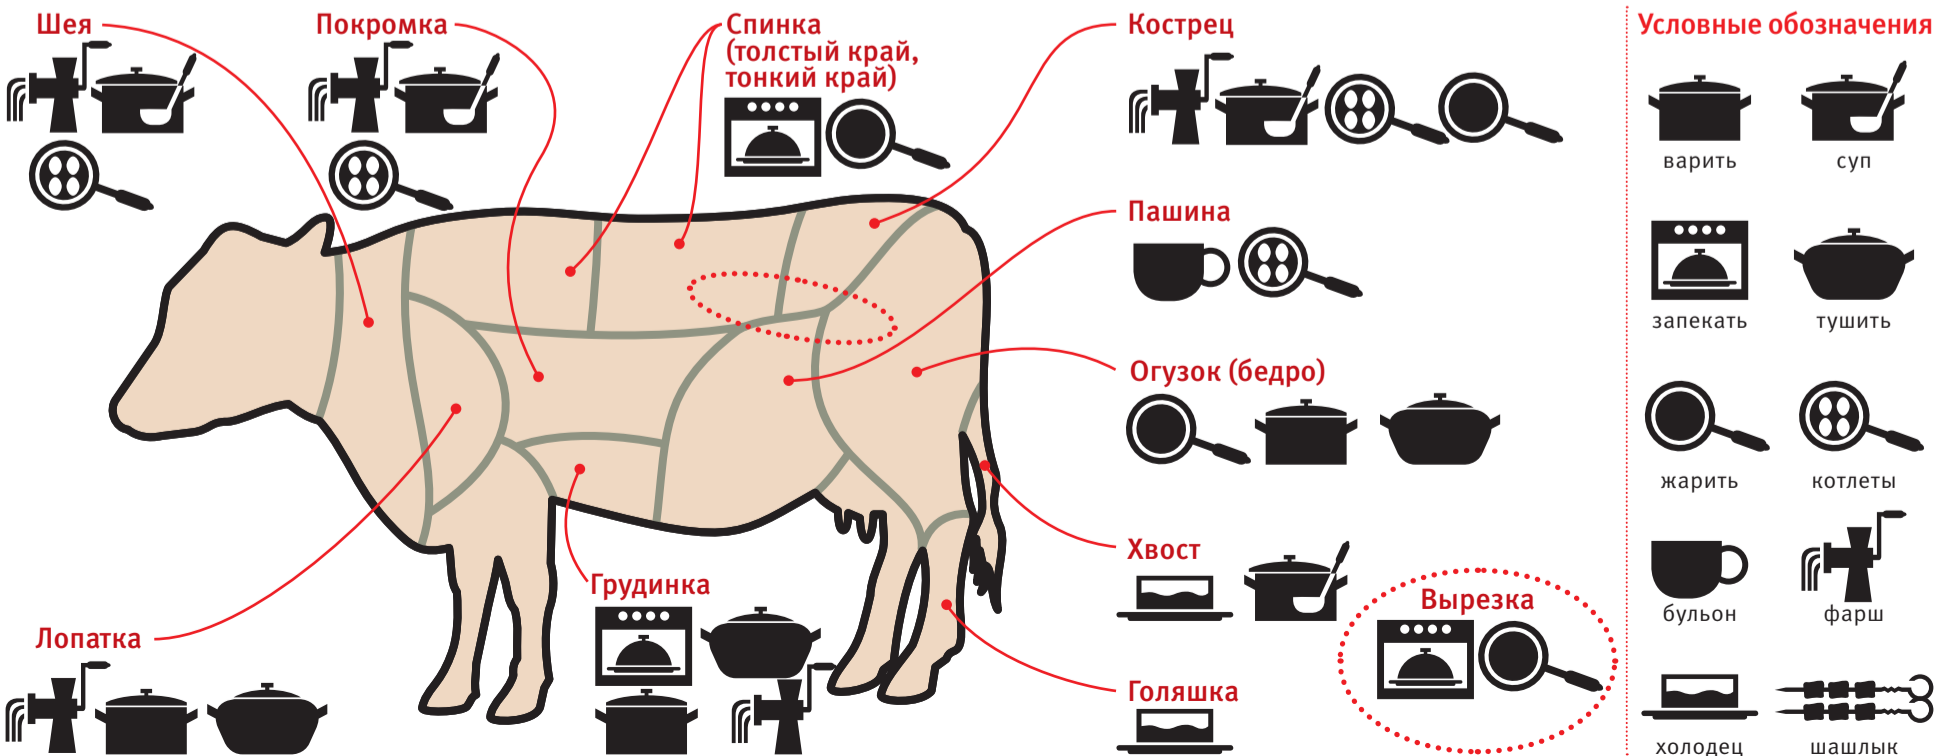 Шея
Покромка
Спинка
(толстый край,
тонкий край)
Кострец
Пашина
Огузок (бедро)
Хвост
Вырезка
Голяшка
Грудинка
Лопатка
Условные обозначения
варить
суп
запекать
тушить
жарить
котлеты
бульон
фарш
холодец
шашлык